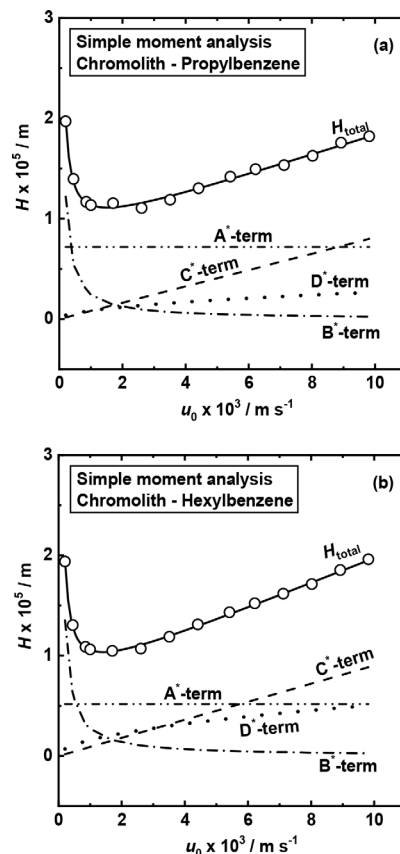 Simple moment analysis
Chromolith - Propylbenzene
(a)
H_total
A*-term
C*-term
D*-term
B*-term
3
2
1
0
H x 10⁵ / m
0 2 4 6 8 10
u₀ x 10³ / m s⁻¹
Simple moment analysis
Chromolith - Hexylbenzene
(b)
H_total
C*-term
A*-term
D*-term
B*-term
3
2
1
0
H x 10⁵ / m
0 2 4 6 8 10
u₀ x 10³ / m s⁻¹